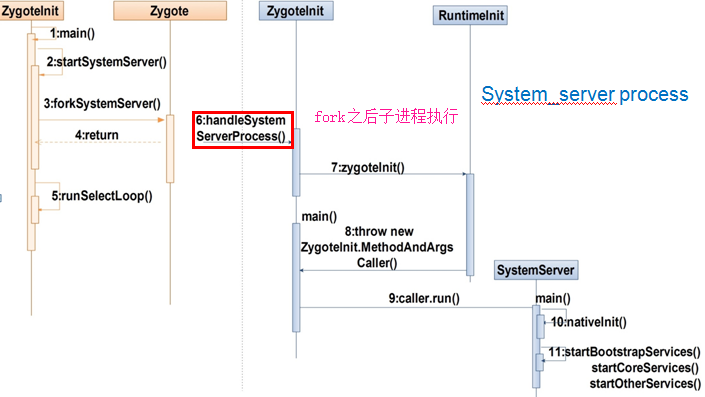 ZygoteInit
Zygote
ZygoteInit
RuntimeInit
1:main()
2:startSystemServer()
3:forkSystemServer()
4:return
5:runSelectLoop()
System_server process
fork之后子进程执行
6:handleSystem
ServerProcess()
7:zygoteInit()
main()
8:throw new
ZygoteInit.MethodAndArgs
Caller()
SystemServer
9:caller.run()
main()
10:nativeInit()
11:startBootstrapServices()
startCoreServices()
startOtherServices()